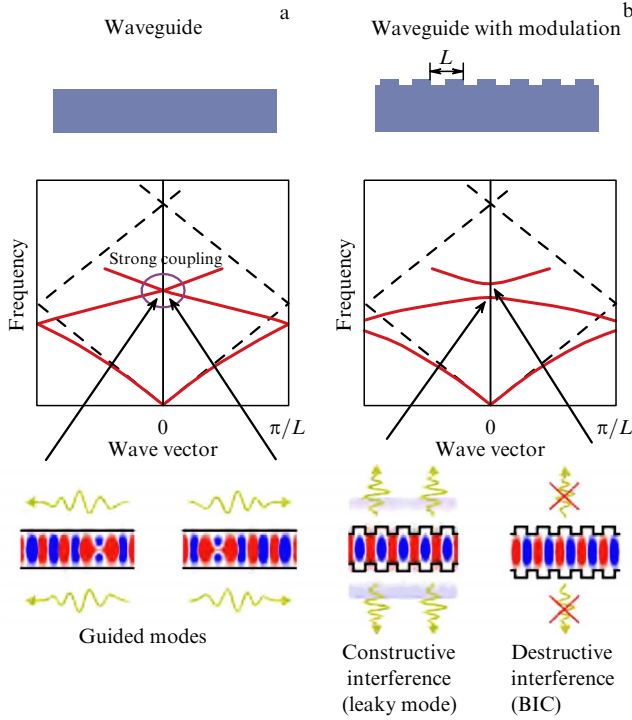 a
Waveguide
Frequency
Strong coupling
0
π/L
Wave vector
Guided modes
b
Waveguide with modulation
L
Frequency
0
π/L
Wave vector
Constructive
interference
(leaky mode)
Destructive
interference
(BIC)